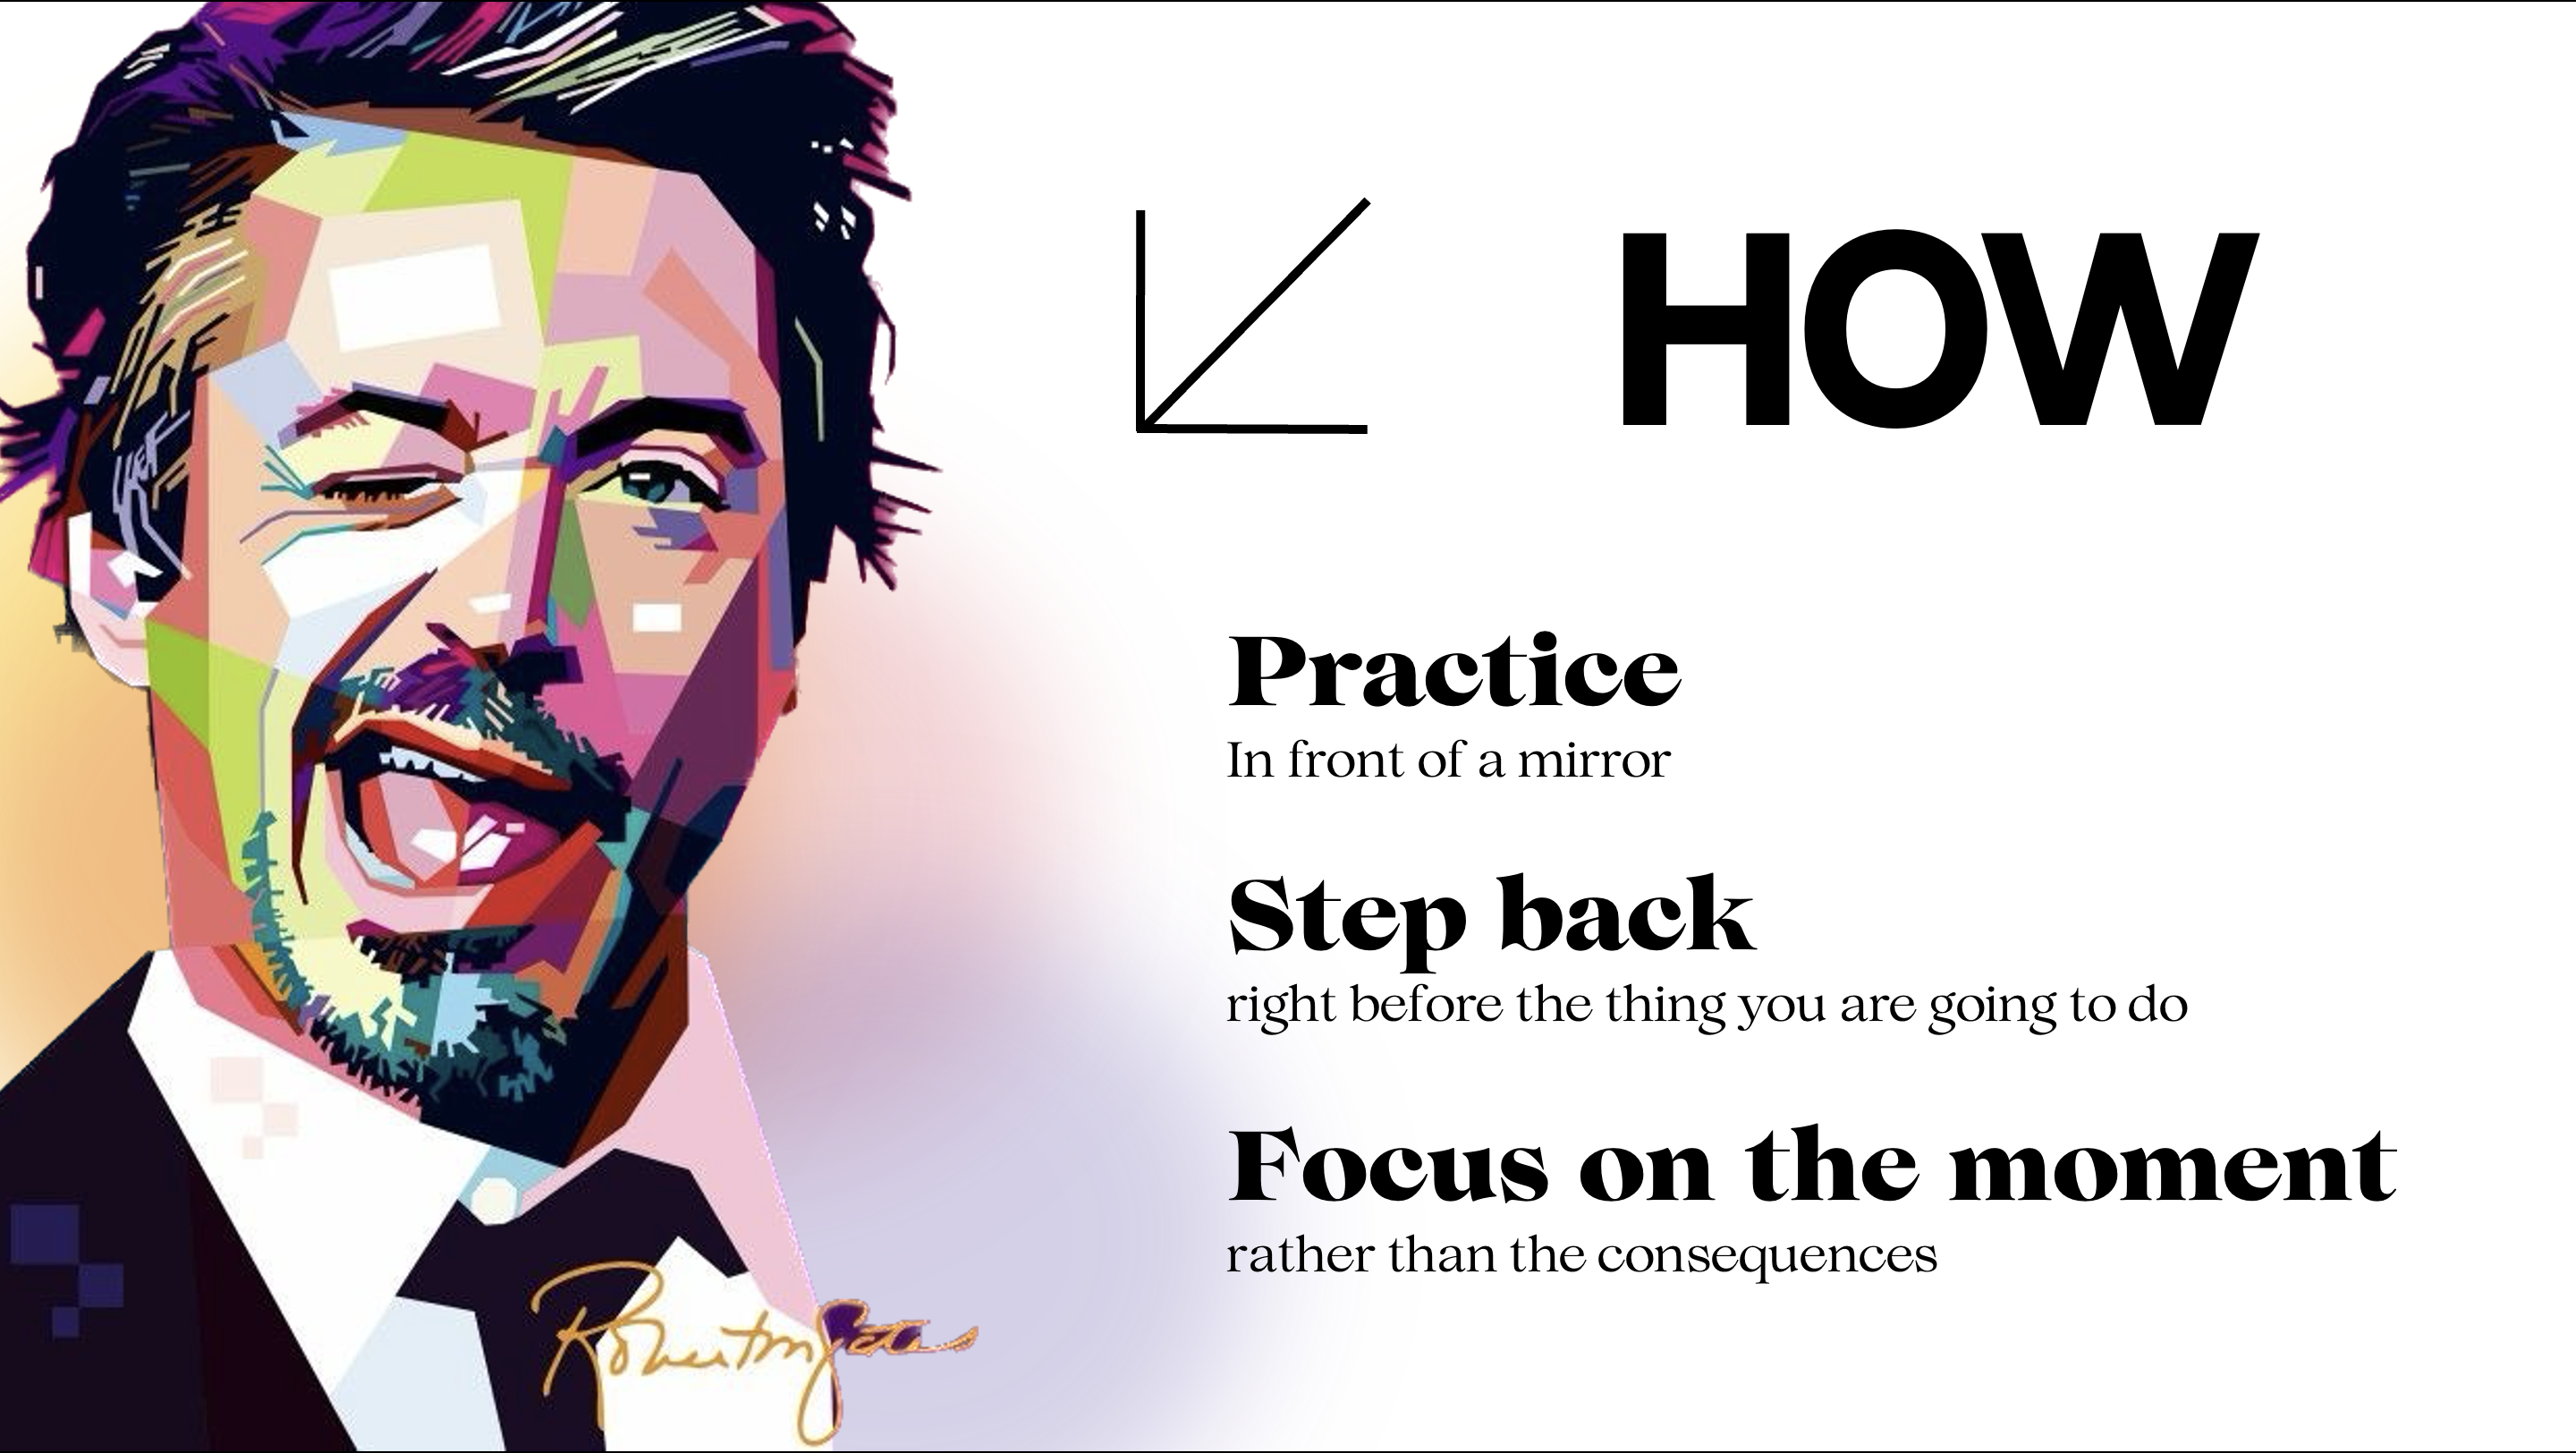 HOW
Practice
In front of a mirror
Step back
right before the thing you are going to do
Focus on the moment
rather than the consequences